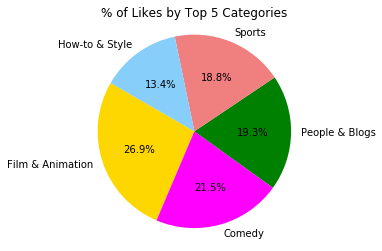 % of Likes by Top 5 Categories
Sports
How-to & Style
18.8%
13.4%
People & Blogs
19.3%
Film & Animation
26.9%
21.5%
Comedy